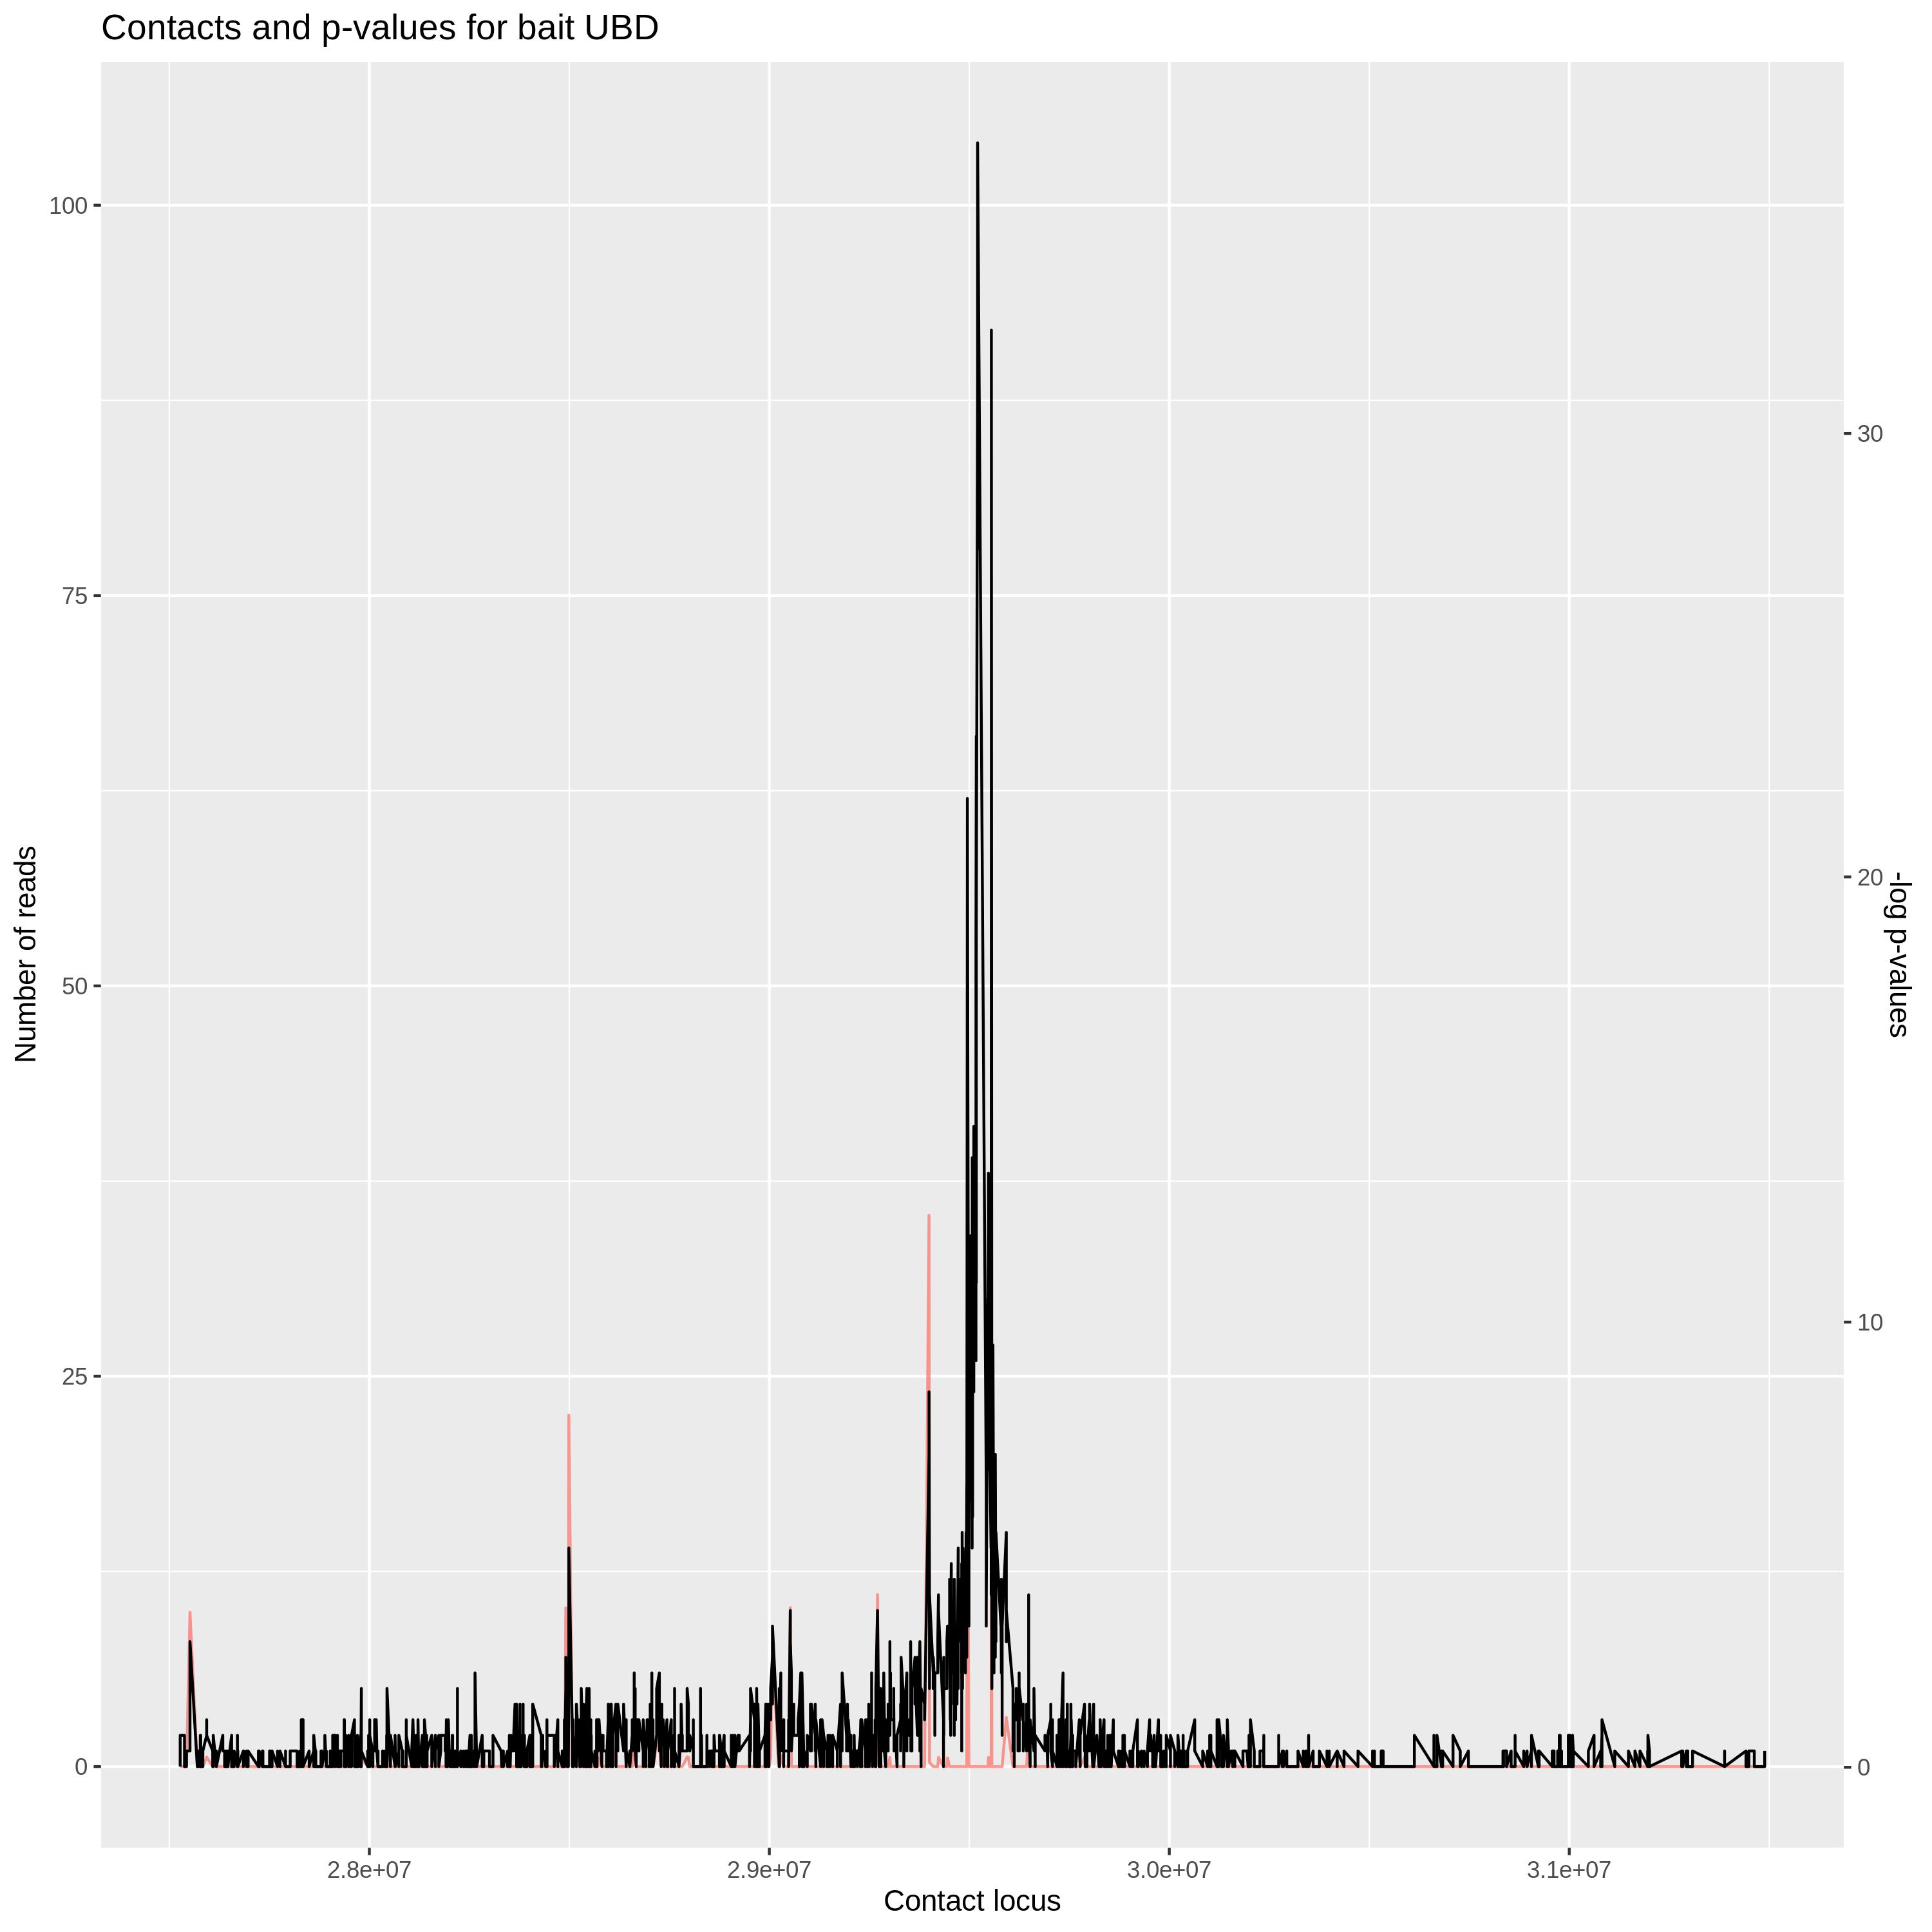 Contacts and p-values for bait UBD
100
75
50
25
0
Number of reads
30
20
10
0
-log p-values
2.8e+07
2.9e+07
3.0e+07
3.1e+07
Contact locus